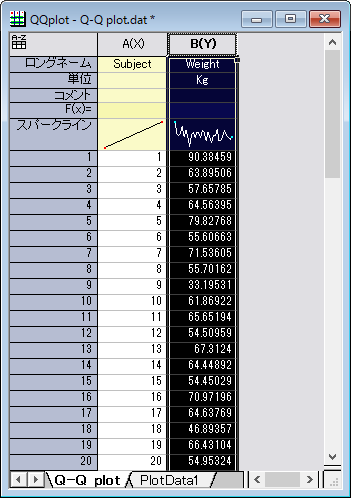 QQplot - Q-Q plot.dat *
A(X) B(Y)
ロングネーム Subject Weight
単位 Kg
コメント
F(x)=
スパークライン
1 1 90.38459
2 2 63.89506
3 3 57.65785
4 4 64.56395
5 5 79.82768
6 6 55.60663
7 7 71.53605
8 8 55.70162
9 9 33.19531
10 10 61.86922
11 11 65.65194
12 12 54.50959
13 13 67.3124
14 14 64.44892
15 15 54.45029
16 16 70.97196
17 17 64.63769
18 18 46.89357
19 19 66.43104
20 20 54.95324
Q-Q plot PlotData1